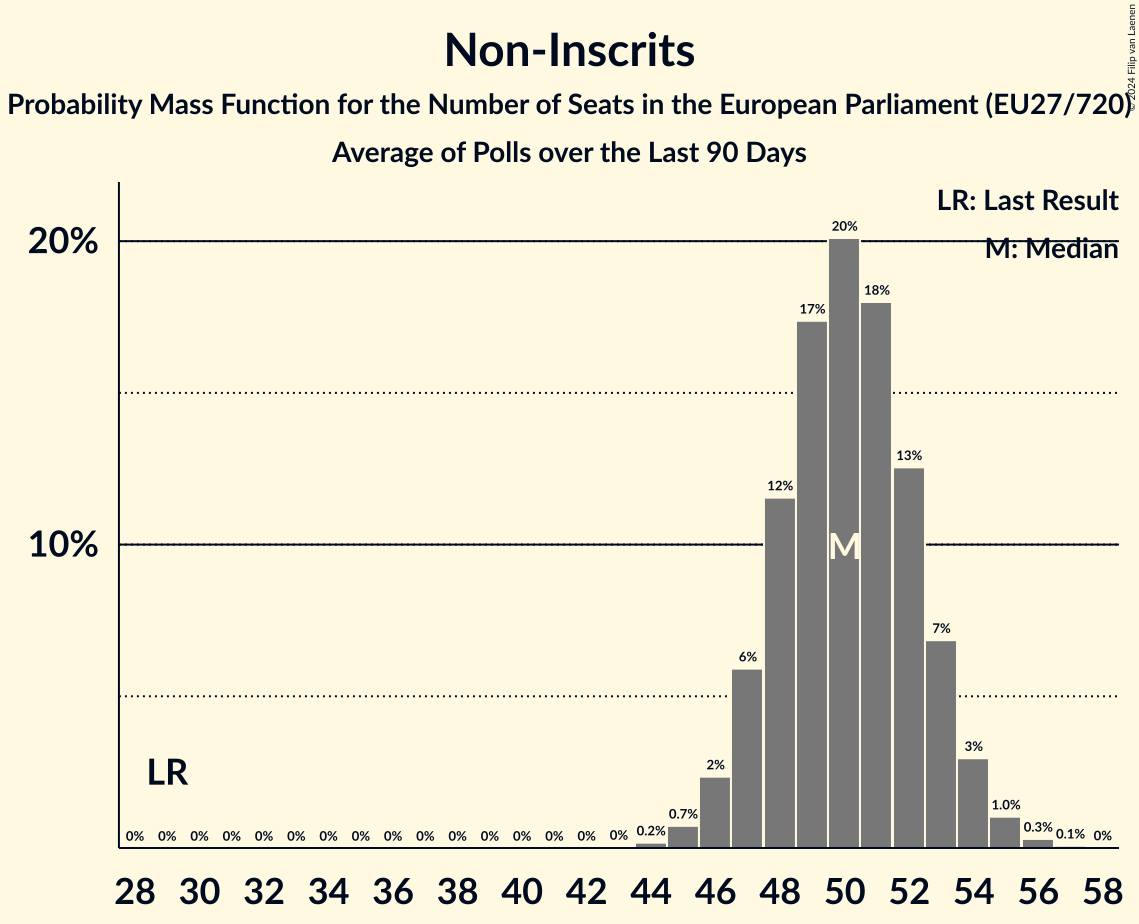 © 2024 Filip van Laenen
Non-Inscrits
Probability Mass Function for the Number of Seats in the European Parliament (EU27/720)
Average of Polls over the Last 90 Days
LR: Last Result
M: Median
20%
10%
20%
18%
17%
13%
12%
M
7%
6%
3%
2%
LR
1.0%
0.7%
0.3%
0% 0% 0% 0% 0% 0% 0% 0% 0% 0% 0% 0% 0% 0% 0% 0% 0.2% 0.1% 0%
28 30 32 34 36 38 40 42 44 46 48 50 52 54 56 58